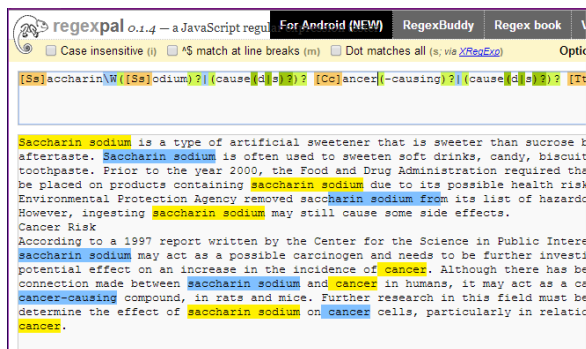 regexpal 0.1.4 — a JavaScript regular
For Android (NEW) RegexBuddy Regex book
Case insensitive (i) ^$ match at line breaks (m) Dot matches all (s; via XRegExp) Optio
[Ss]accharin\W([Ss]odium)?|(cause(d|s)?)? [Cc]ancer(-causing)?|(cause(d|s)?)? [Tt
Saccharin sodium is a type of artificial sweetener that is sweeter than sucrose b
aftertaste. Saccharin sodium is often used to sweeten soft drinks, candy, biscuit
toothpaste. Prior to the year 2000, the Food and Drug Administration required tha
be placed on products containing saccharin sodium due to its possible health risk
Environmental Protection Agency removed saccharin sodium from its list of hazardo
However, ingesting saccharin sodium may still cause some side effects.
Cancer Risk
According to a 1997 report written by the Center for the Science in Public Intere
saccharin sodium may act as a possible carcinogen and needs to be further investi
potential effect on an increase in the incidence of cancer. Although there has be
connection made between saccharin sodium and cancer in humans, it may act as a ca
cancer-causing compound, in rats and mice. Further research in this field must be
determine the effect of saccharin sodium on cancer cells, particularly in relatio
cancer.